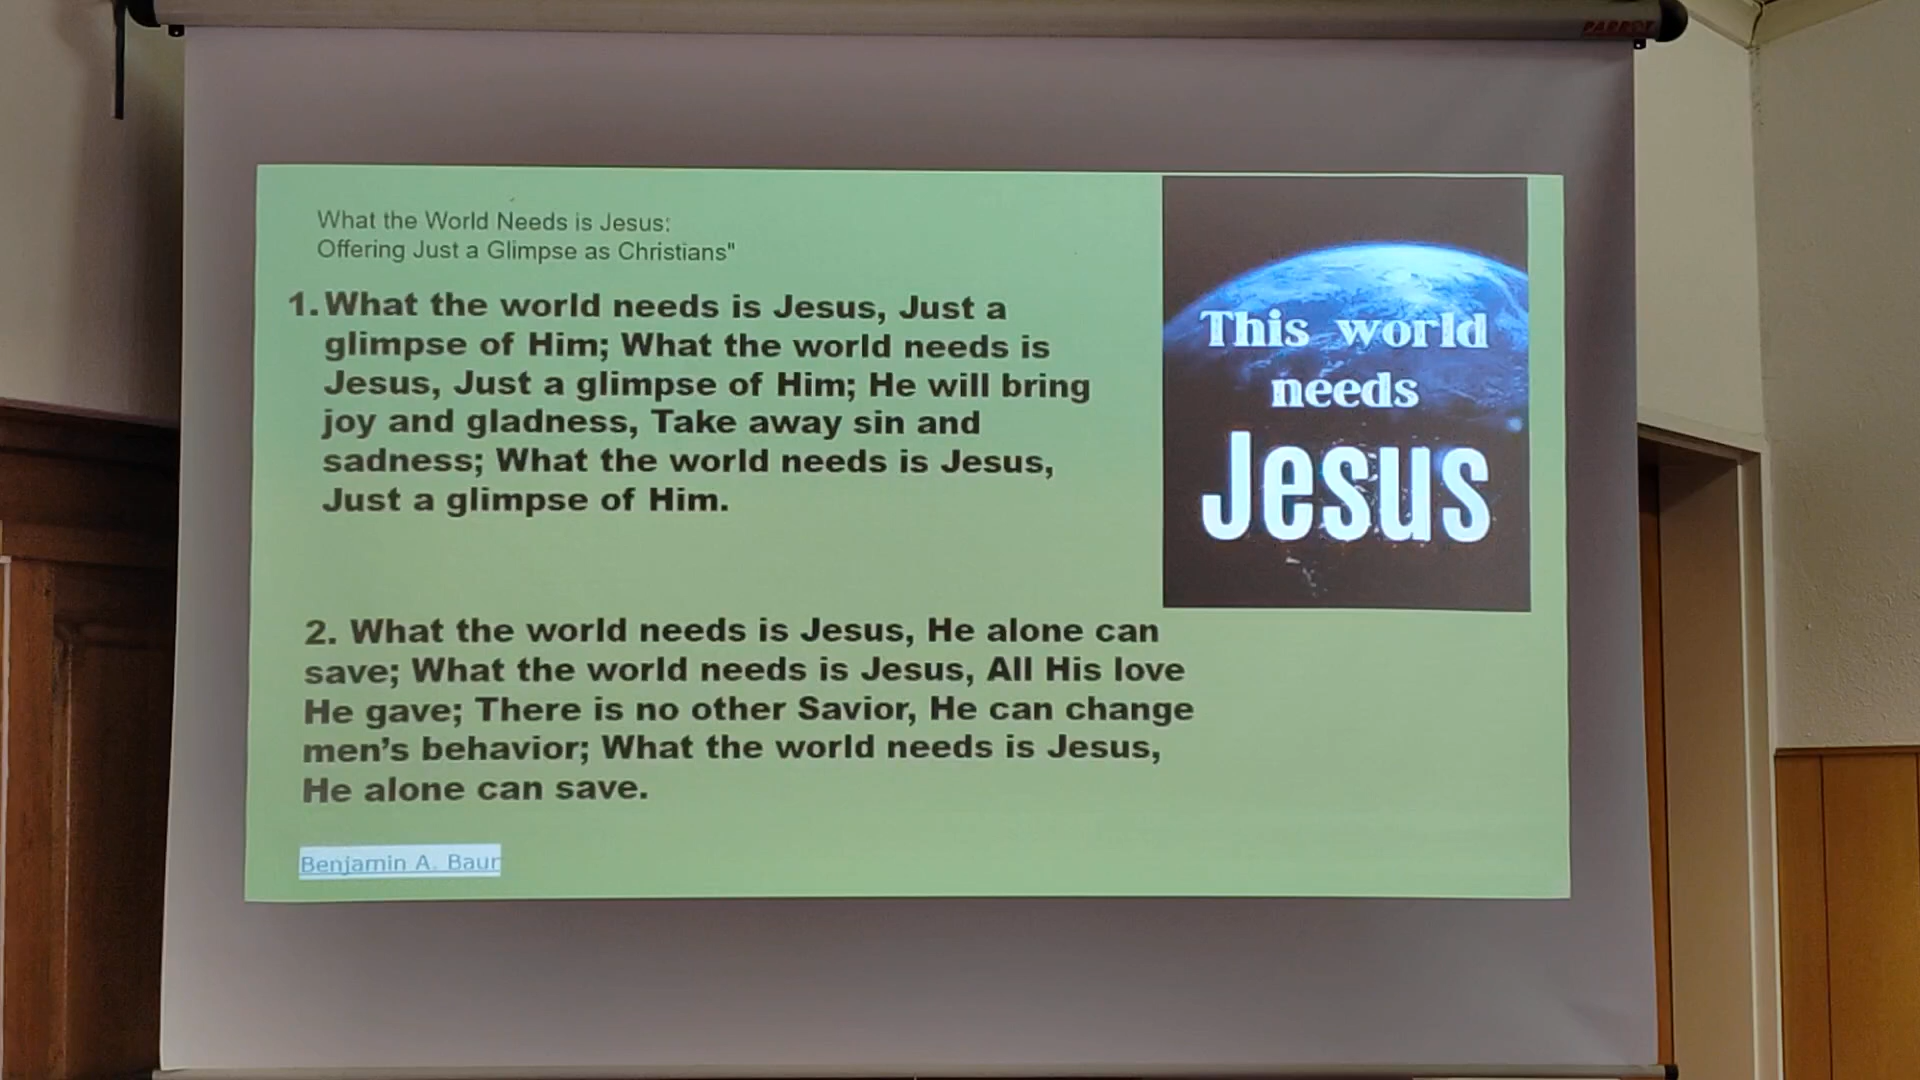 PARROT
What the World Needs is Jesus:
Offering Just a Glimpse as Christians"
1. What the world needs is Jesus, Just a
glimpse of Him; What the world needs is
Jesus, Just a glimpse of Him; He will bring
joy and gladness, Take away sin and
sadness; What the world needs is Jesus,
Just a glimpse of Him.
This world
needs
Jesus
2. What the world needs is Jesus, He alone can
save; What the world needs is Jesus, All His love
He gave; There is no other Savior, He can change
men’s behavior; What the world needs is Jesus,
He alone can save.
Benjamin A. Baur